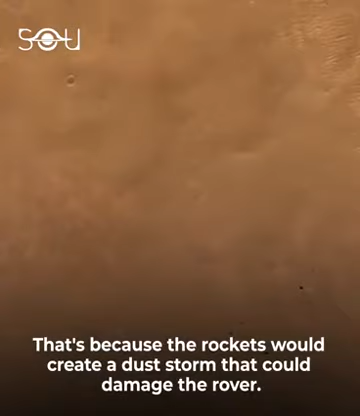 SOU
That's because the rockets would
create a dust storm that could
damage the rover.